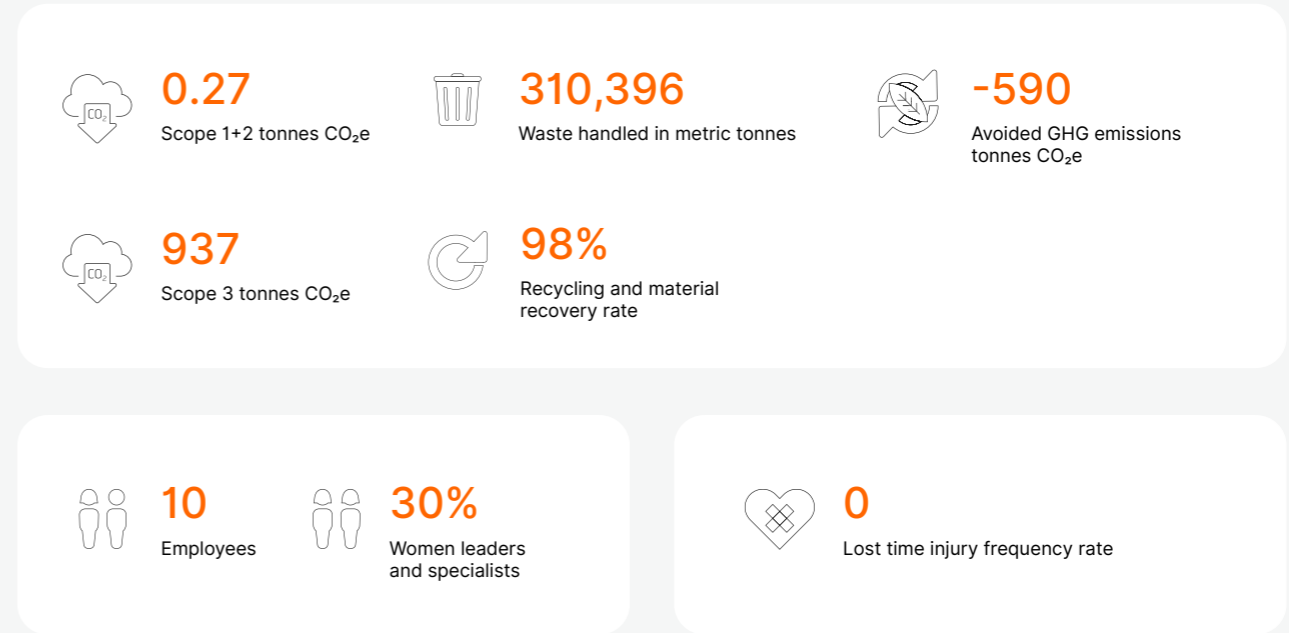 0.27
Scope 1+2 tonnes CO₂e
310,396
Waste handled in metric tonnes
-590
Avoided GHG emissions
tonnes CO₂e
CO₂
937
Scope 3 tonnes CO₂e
CO₂
98%
Recycling and material
recovery rate
10
Employees
30%
Women leaders
and specialists
0
Lost time injury frequency rate